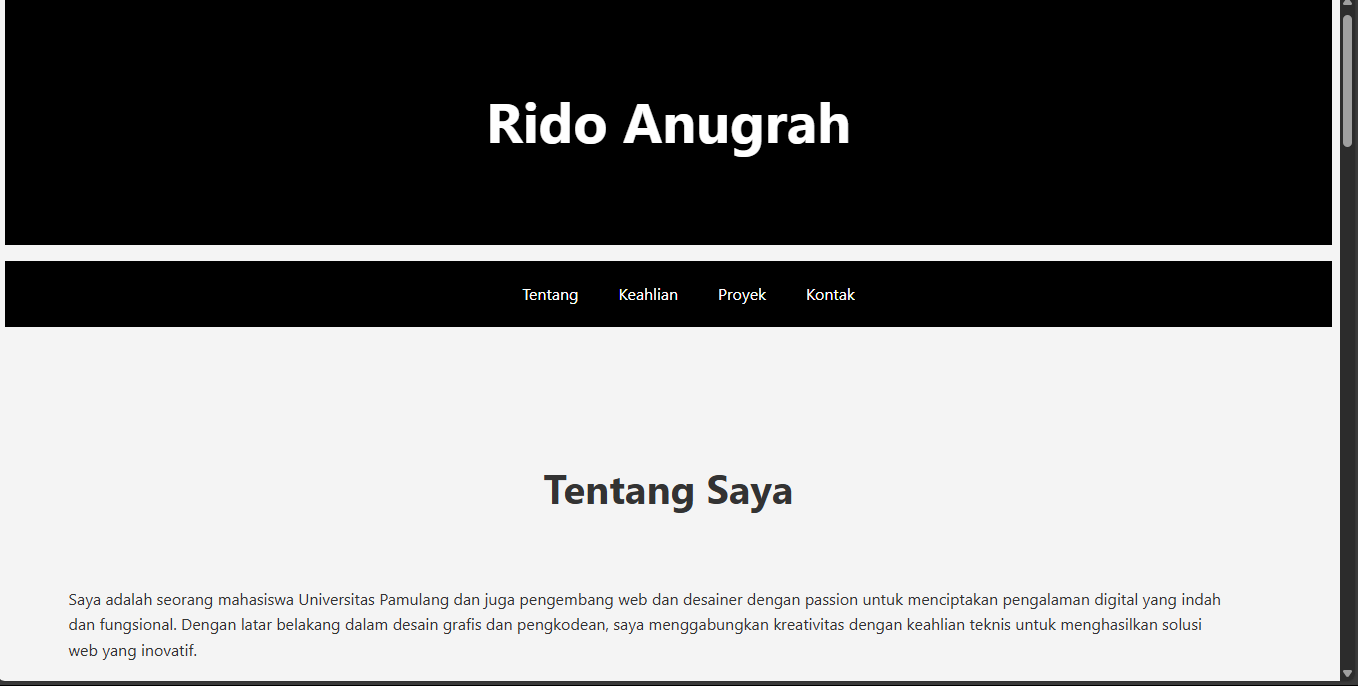 Rido Anugrah
Tentang Keahlian Proyek Kontak
Tentang Saya
Saya adalah seorang mahasiswa Universitas Pamulang dan juga pengembang web dan desainer dengan passion untuk menciptakan pengalaman digital yang indah
dan fungsional. Dengan latar belakang dalam desain grafis dan pengkodean, saya menggabungkan kreativitas dengan keahlian teknis untuk menghasilkan solusi
web yang inovatif.